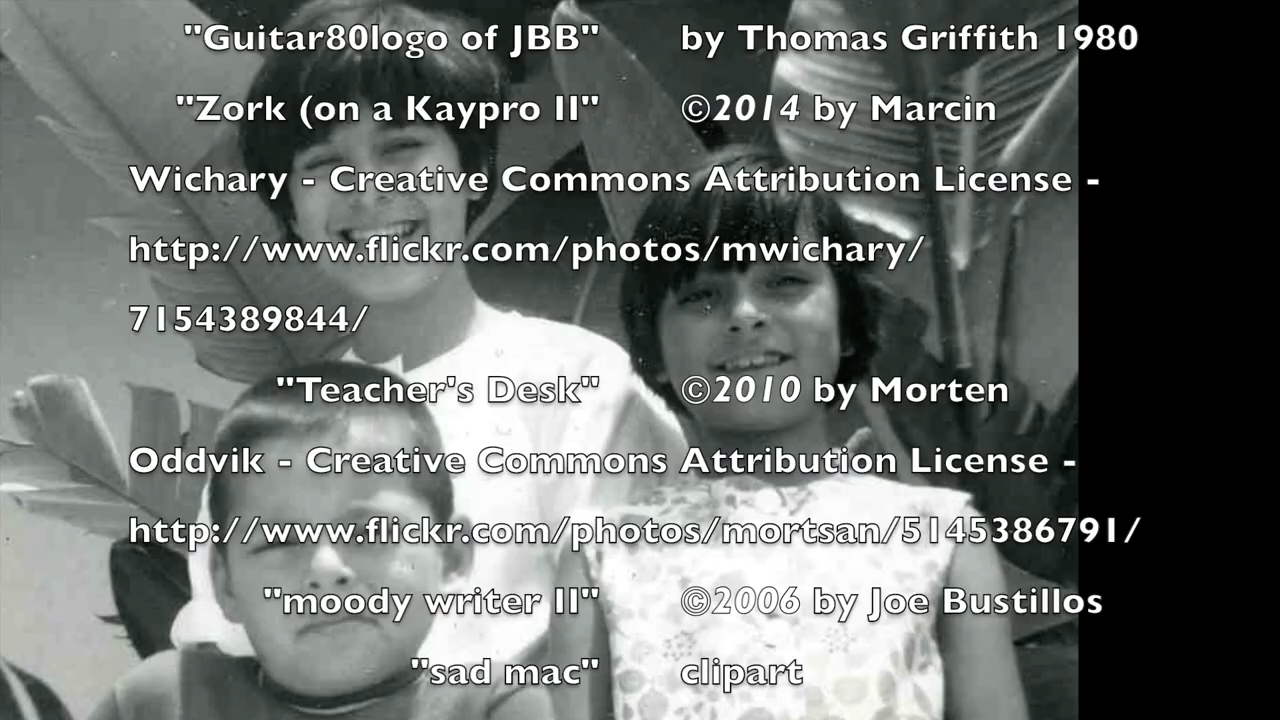 "Guitar80logo of JBB" by Thomas Griffith 1980
"Zork (on a Kaypro II" ©2014 by Marcin
Wichary - Creative Commons Attribution License -
http://www.flickr.com/photos/mwichary/
7154389844/
"Teacher's Desk" ©2010 by Morten
Oddvik - Creative Commons Attribution License -
http://www.flickr.com/photos/mortsan/5145386791/
"moody writer II" ©2006 by Joe Bustillos
"sad mac" clipart